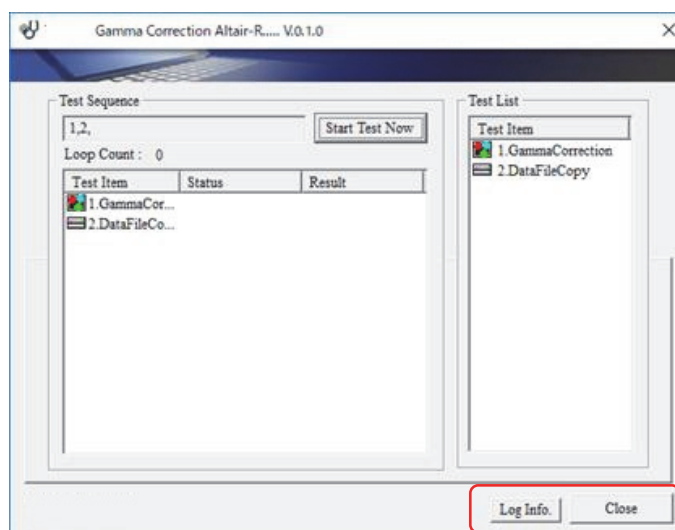 Gamma Correction Altair-R..... V.0.1.0
Test Sequence
1,2,
Start Test Now
Loop Count : 0
Test Item Status Result
1.GammaCor...
2.DataFileCo...
Test List
Test Item
1.GammaCorrection
2.DataFileCopy
Log Info.
Close